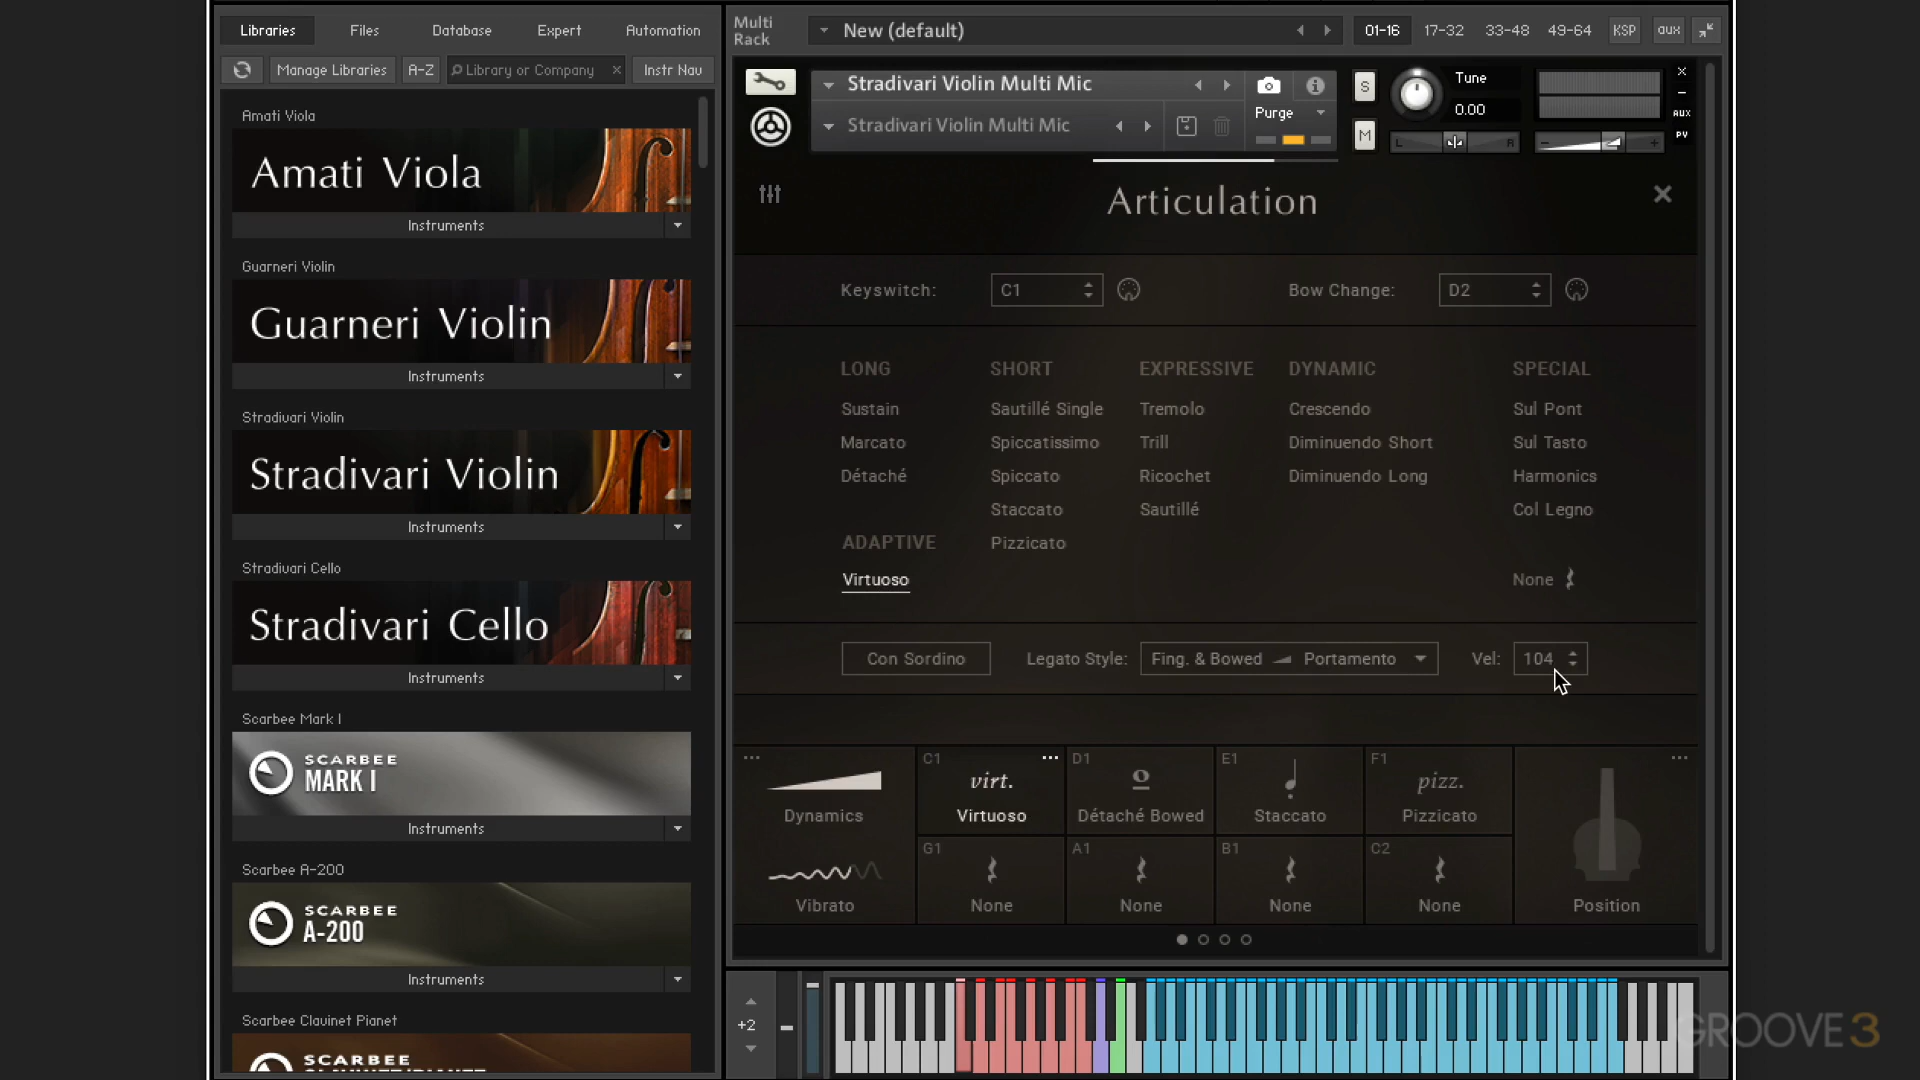 Libraries Files Database Expert Automation
Manage Libraries A-Z Library or Company × Instr Nav
Amati Viola
Amati Viola
Instruments
Guarneri Violin
Guarneri Violin
Instruments
Stradivari Violin
Stradivari Violin
Instruments
Stradivari Cello
Stradivari Cello
Instruments
Scarbee Mark I
SCARBEE
MARK I
Instruments
Scarbee A-200
SCARBEE
A-200
Instruments
Scarbee Clavinet Pianet
SCARBEE
Multi
Rack
New (default) 01-16 17-32 33-48 49-64 KSP aux
Stradivari Violin Multi Mic
Stradivari Violin Multi Mic
Purge
S
M
Tune
0.00
L R
AUX
PV
Articulation
Keyswitch: C1 Bow Change: D2
LONG SHORT EXPRESSIVE DYNAMIC SPECIAL
Sustain Sautillé Single Tremolo Crescendo Sul Pont
Marcato Spiccatissimo Trill Diminuendo Short Sul Tasto
Détaché Spiccato Ricochet Diminuendo Long Harmonics
Staccato Sautillé Col Legno
ADAPTIVE Pizzicato
Virtuoso None
Con Sordino Legato Style: Fing. & Bowed Portamento Vel: 104
C1 D1 E1 F1
virt. pizz.
Dynamics Virtuoso Détaché Bowed Staccato Pizzicato
G1 A1 B1 C2
Vibrato None None None None Position
+2
GROOVE 3